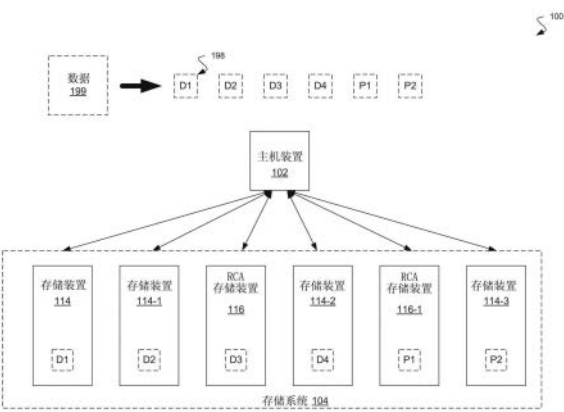 100
198
数据
199
D1 D2 D3 D4 P1 P2
主机装置
102
存储装置
114
存储装置
114-1
RCA
存储装置
116
存储装置
114-2
RCA
存储装置
116-1
存储装置
114-3
D1 D2 D3 D4 P1 P2
存储系统 104